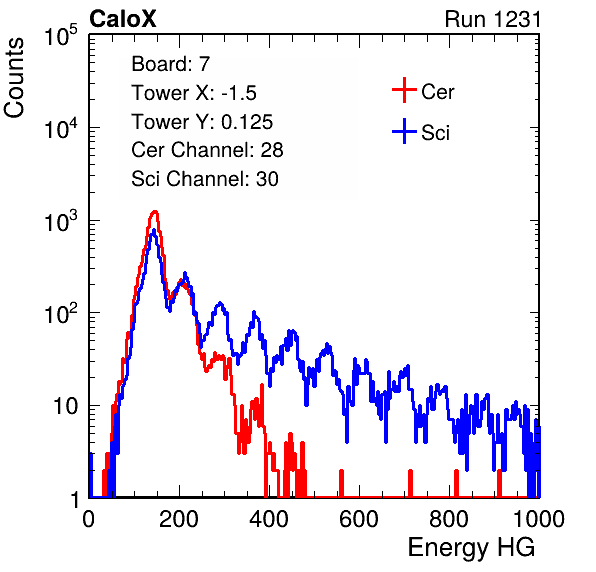 CaloX Run 1231
10^5
Counts
Board: 7
Tower X: -1.5
Tower Y: 0.125
Cer Channel: 28
Sci Channel: 30
Cer
Sci
10^4
10^3
10^2
10
1
0 200 400 600 800 1000
Energy HG